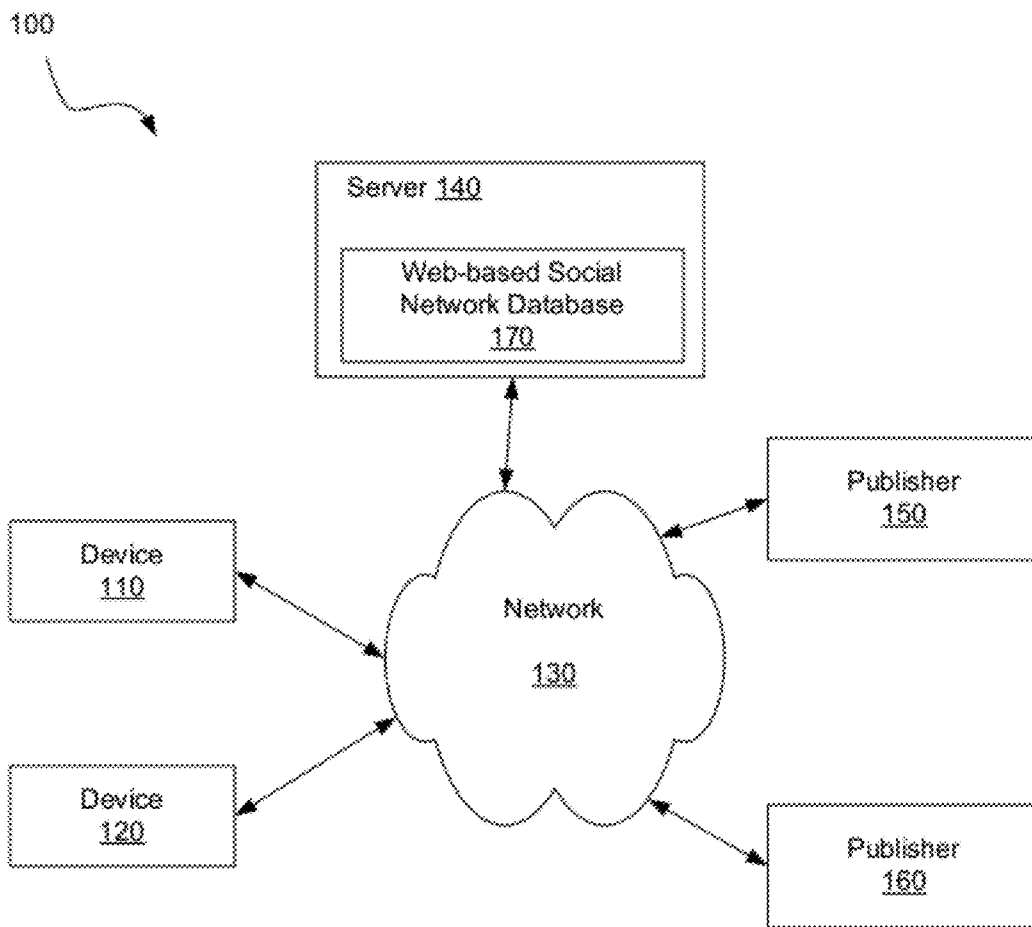 100
Server 140
Web-based Social
Network Database
170
Publisher
150
Device
110
Network
130
Device
120
Publisher
160